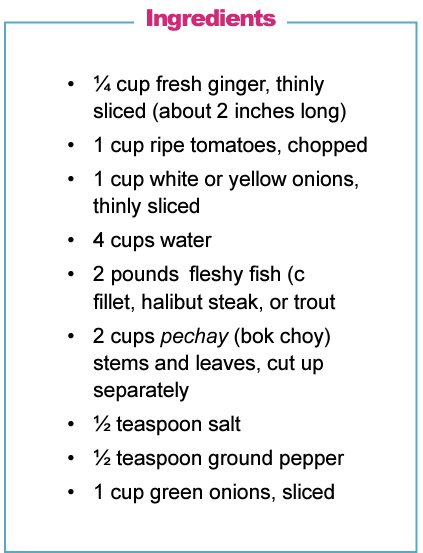 Ingredients
• ¼ cup fresh ginger, thinly
sliced (about 2 inches long)
• 1 cup ripe tomatoes, chopped
• 1 cup white or yellow onions,
thinly sliced
• 4 cups water
• 2 pounds fleshy fish (c
fillet, halibut steak, or trout
• 2 cups pechay (bok choy)
stems and leaves, cut up
separately
• ½ teaspoon salt
• ½ teaspoon ground pepper
• 1 cup green onions, sliced